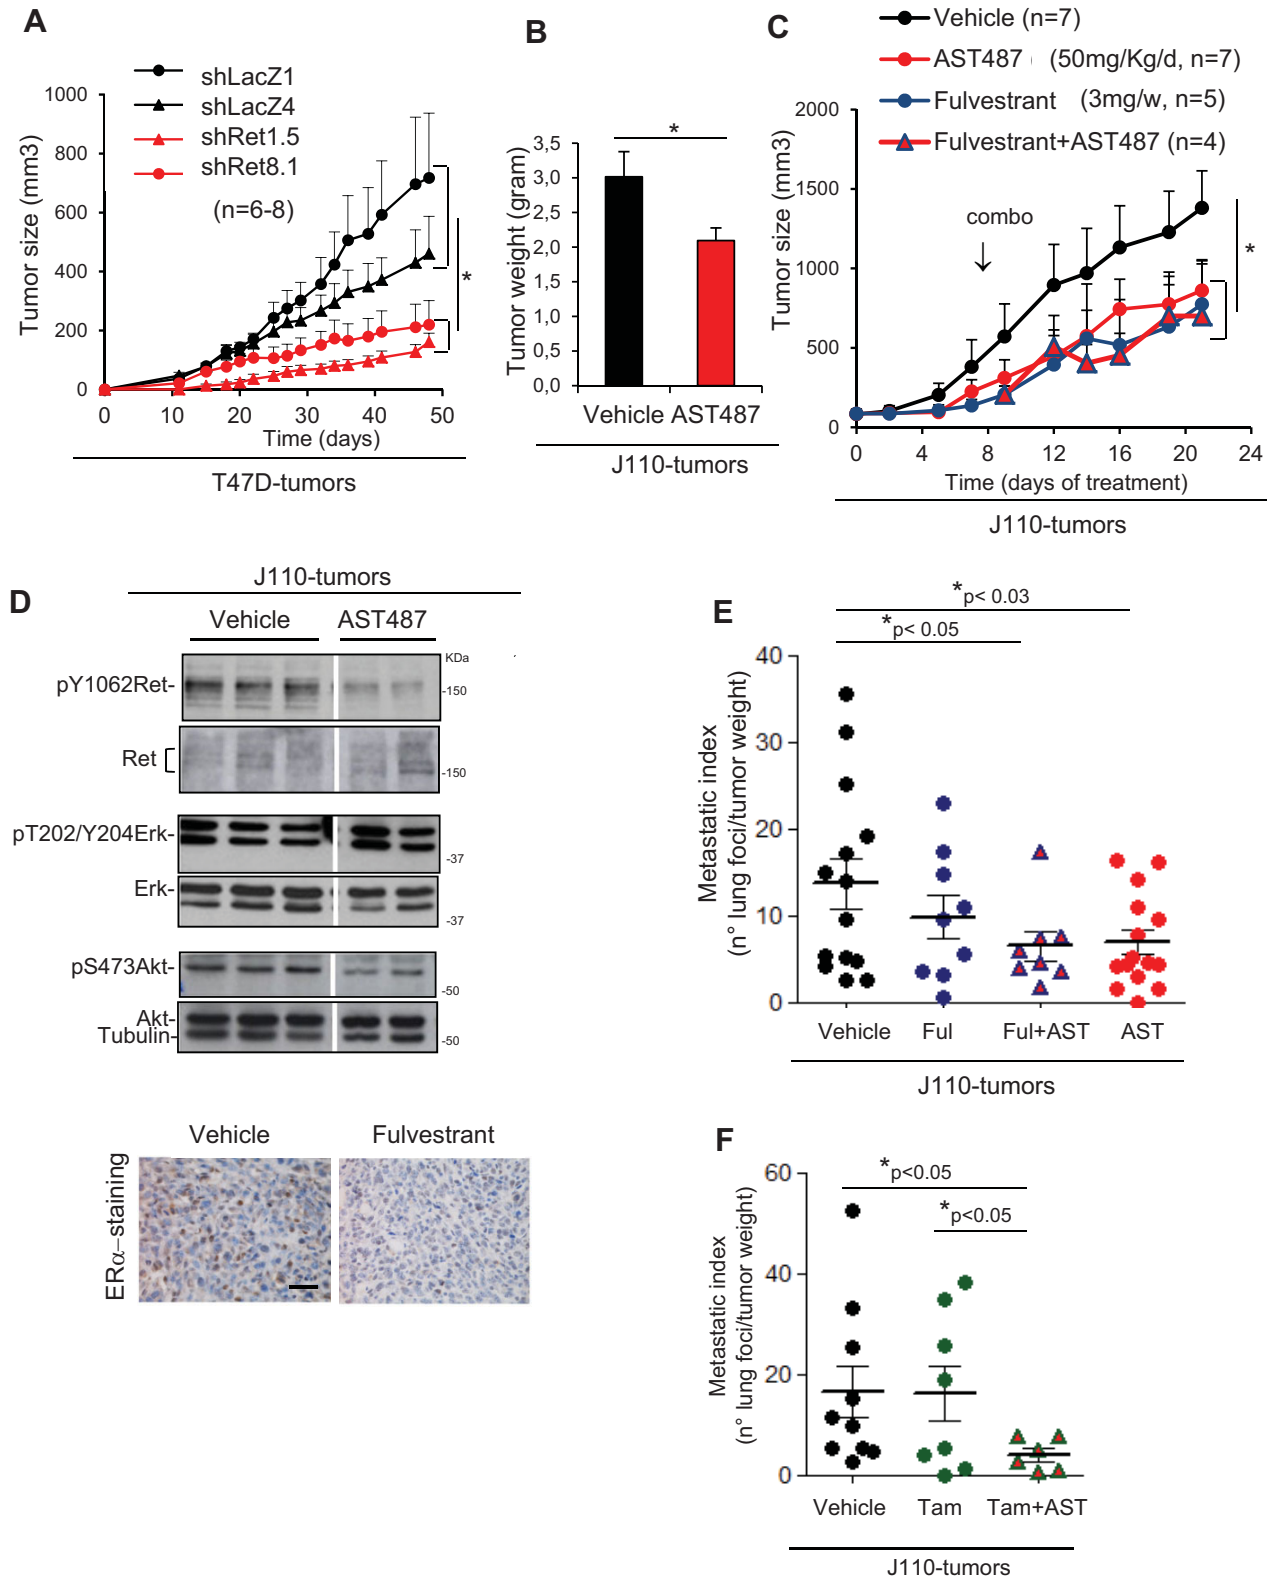 A
shLacZ1
shLacZ4
shRet1.5
shRet8.1
(n=6-8)
Tumor size (mm3)
1000
800
600
400
200
0
*
0 10 20 30 40 50
Time (days)
T47D-tumors
B
*
Tumor weight (gram)
3,5
3,0
2,5
2,0
1,5
1,0
0,5
0,0
Vehicle AST487
J110-tumors
C
Vehicle (n=7)
AST487 (50mg/Kg/d, n=7)
Fulvestrant (3mg/w, n=5)
Fulvestrant+AST487 (n=4)
Tumor size (mm3)
2000
1500
1000
500
0
combo
*
0 4 8 12 16 20 24
Time (days of treatment)
J110-tumors
D
J110-tumors
Vehicle AST487
KDa
pY1062Ret- -150
Ret -150
pT202/Y204Erk- -37
Erk- -37
pS473Akt- -50
Akt-
Tubulin- -50
Vehicle Fulvestrant
ERα–staining
E
*p< 0.03
*p< 0.05
Metastatic index
(n° lung foci/tumor weight)
40
30
20
10
0
Vehicle Ful Ful+AST AST
J110-tumors
F
*p<0.05
*p<0.05
Metastatic index
(n° lung foci/tumor weight)
60
40
20
0
Vehicle Tam Tam+AST
J110-tumors